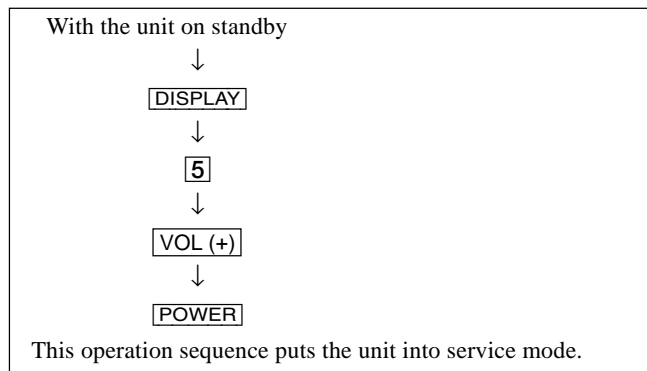 With the unit on standby
↓
DISPLAY
↓
5
↓
VOL (+)
↓
POWER
This operation sequence puts the unit into service mode.